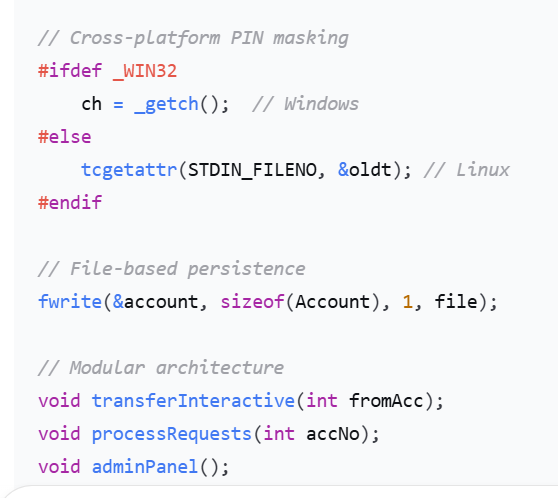 // Cross-platform PIN masking
#ifdef _WIN32
    ch = _getch();  // Windows
#else
    tcgetattr(STDIN_FILENO, &oldt); // Linux
#endif

// File-based persistence
fwrite(&account, sizeof(Account), 1, file);

// Modular architecture
void transferInteractive(int fromAcc);
void processRequests(int accNo);
void adminPanel();